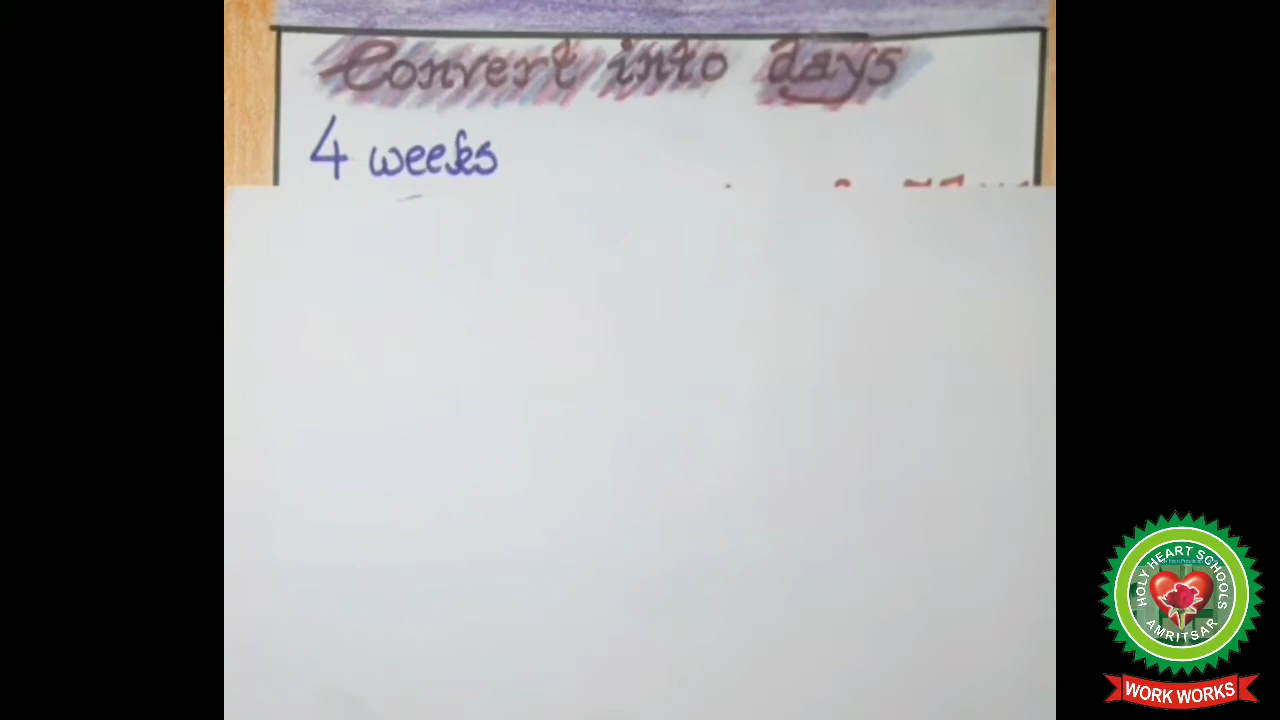 Convert into days
4 weeks
HOLY HEART SCHOOLS
AMRITSAR
WORK WORKS